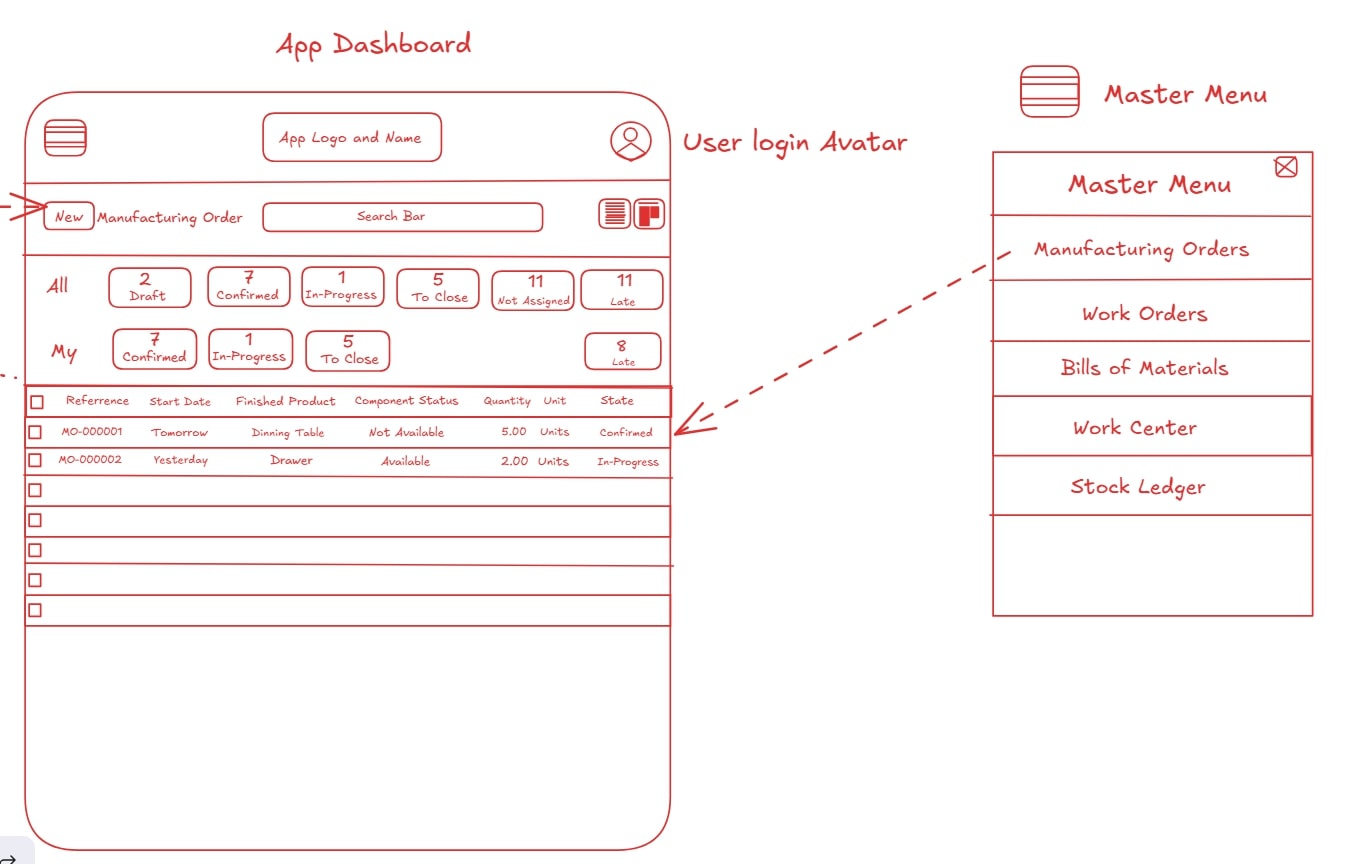 App Dashboard
Master Menu
App Logo and Name
User login Avatar
Master Menu
New Manufacturing Order Search Bar
Manufacturing Orders
Work Orders
Bills of Materials
Work Center
Stock Ledger
All
2
Draft
7
Confirmed
1
In-Progress
5
To Close
11
Not Assigned
11
Late
My
7
Confirmed
1
In-Progress
5
To Close
8
Late
Referrence Start Date Finished Product Component Status Quantity Unit State
MO-000001 Tomorrow Dinning Table Not Available 5.00 Units Confirmed
MO-000002 Yesterday Drawer Available 2.00 Units In-Progress